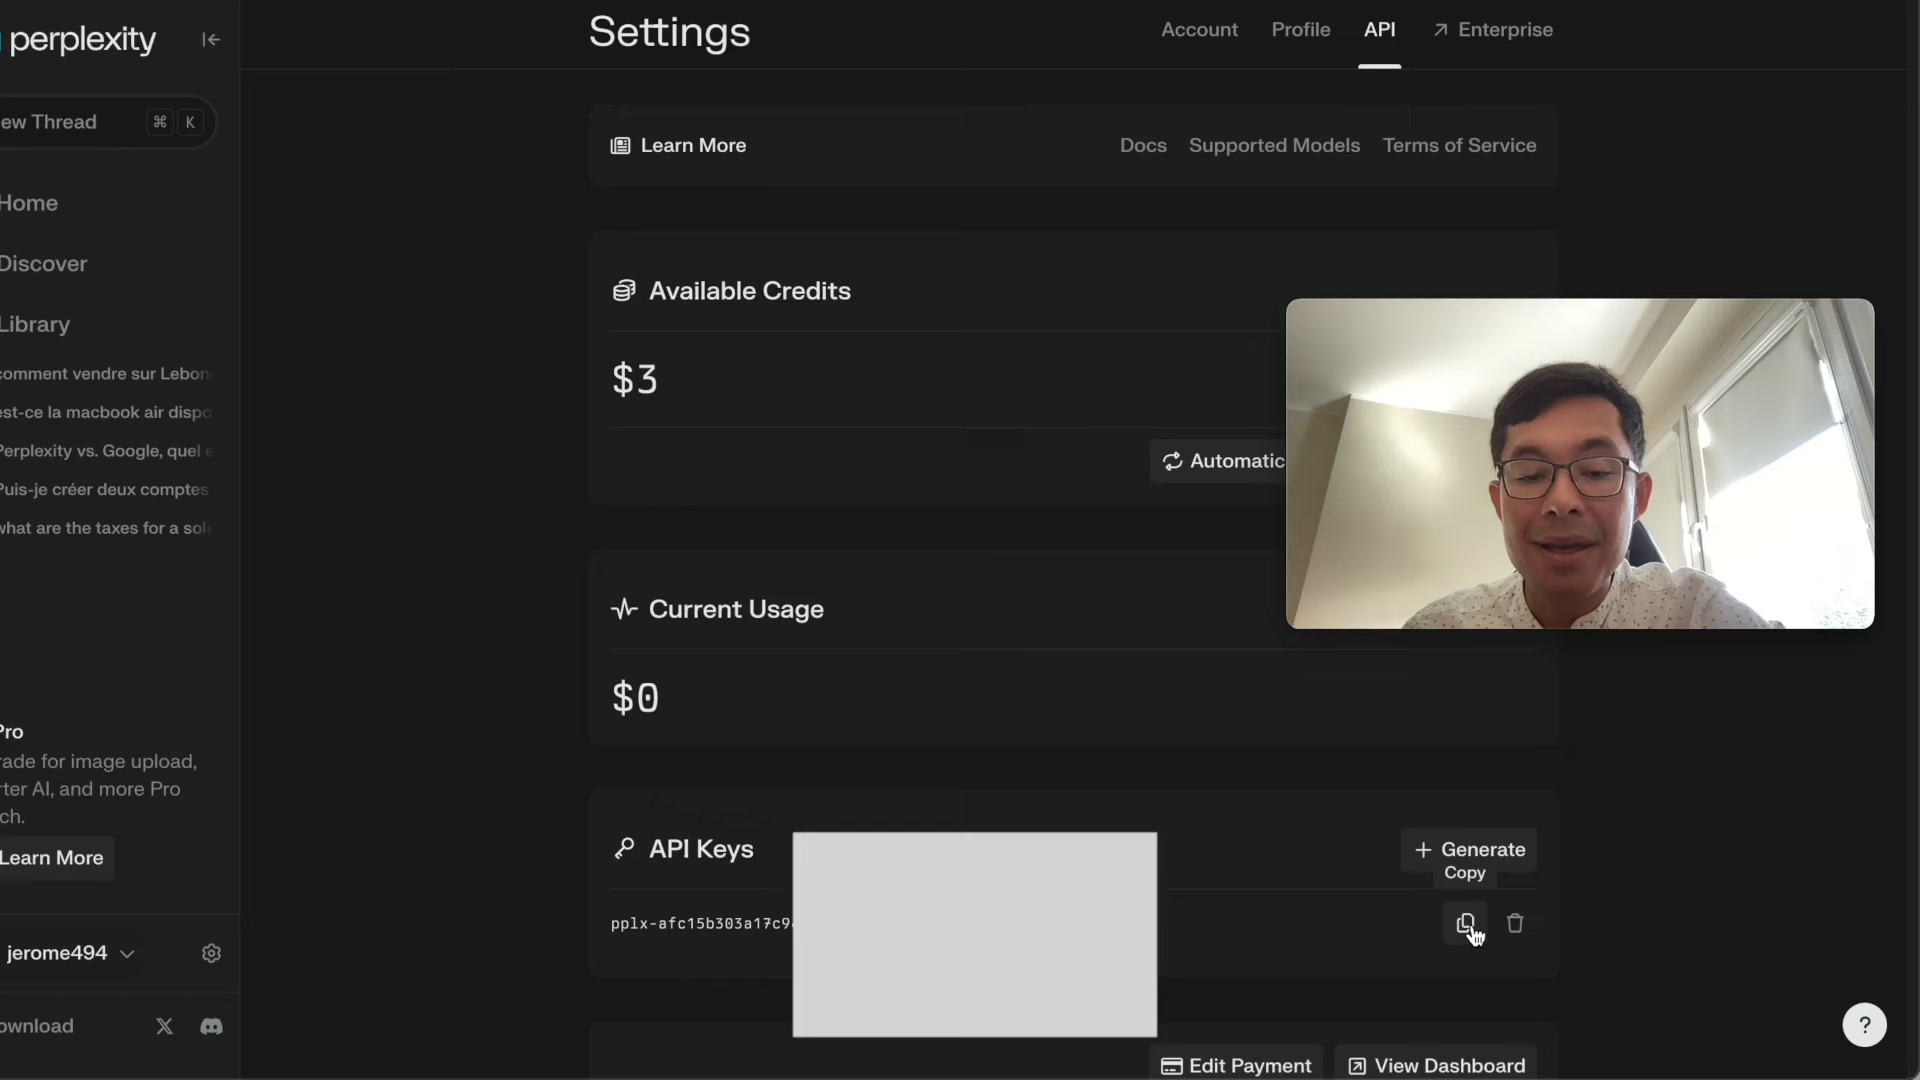 perplexity
Settings
Account Profile API Enterprise
ew Thread ⌘ K
Learn More Docs Supported Models Terms of Service
Home
Discover
Library
comment vendre sur Lebon
est-ce la macbook air dispo
Perplexity vs. Google, quel e
Puis-je créer deux comptes
what are the taxes for a sole
Available Credits
$3
Automatic
Current Usage
$0
Pro
rade for image upload,
rter AI, and more Pro
ch.
Learn More
API Keys
+ Generate
Copy
pplx-afc15b303a17c9
jerome494
ownload
Edit Payment View Dashboard
?